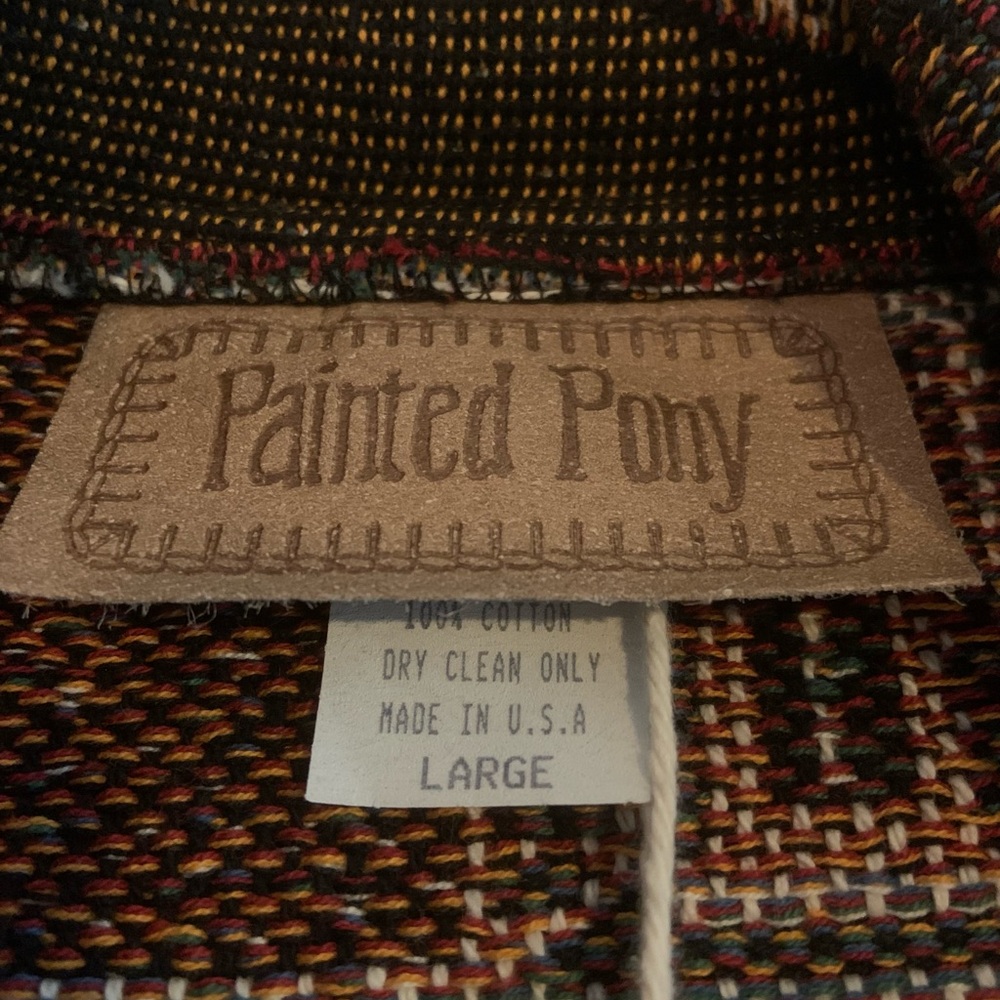 Painted Pony
100% COTTON
DRY CLEAN ONLY
MADE IN U.S.A
LARGE